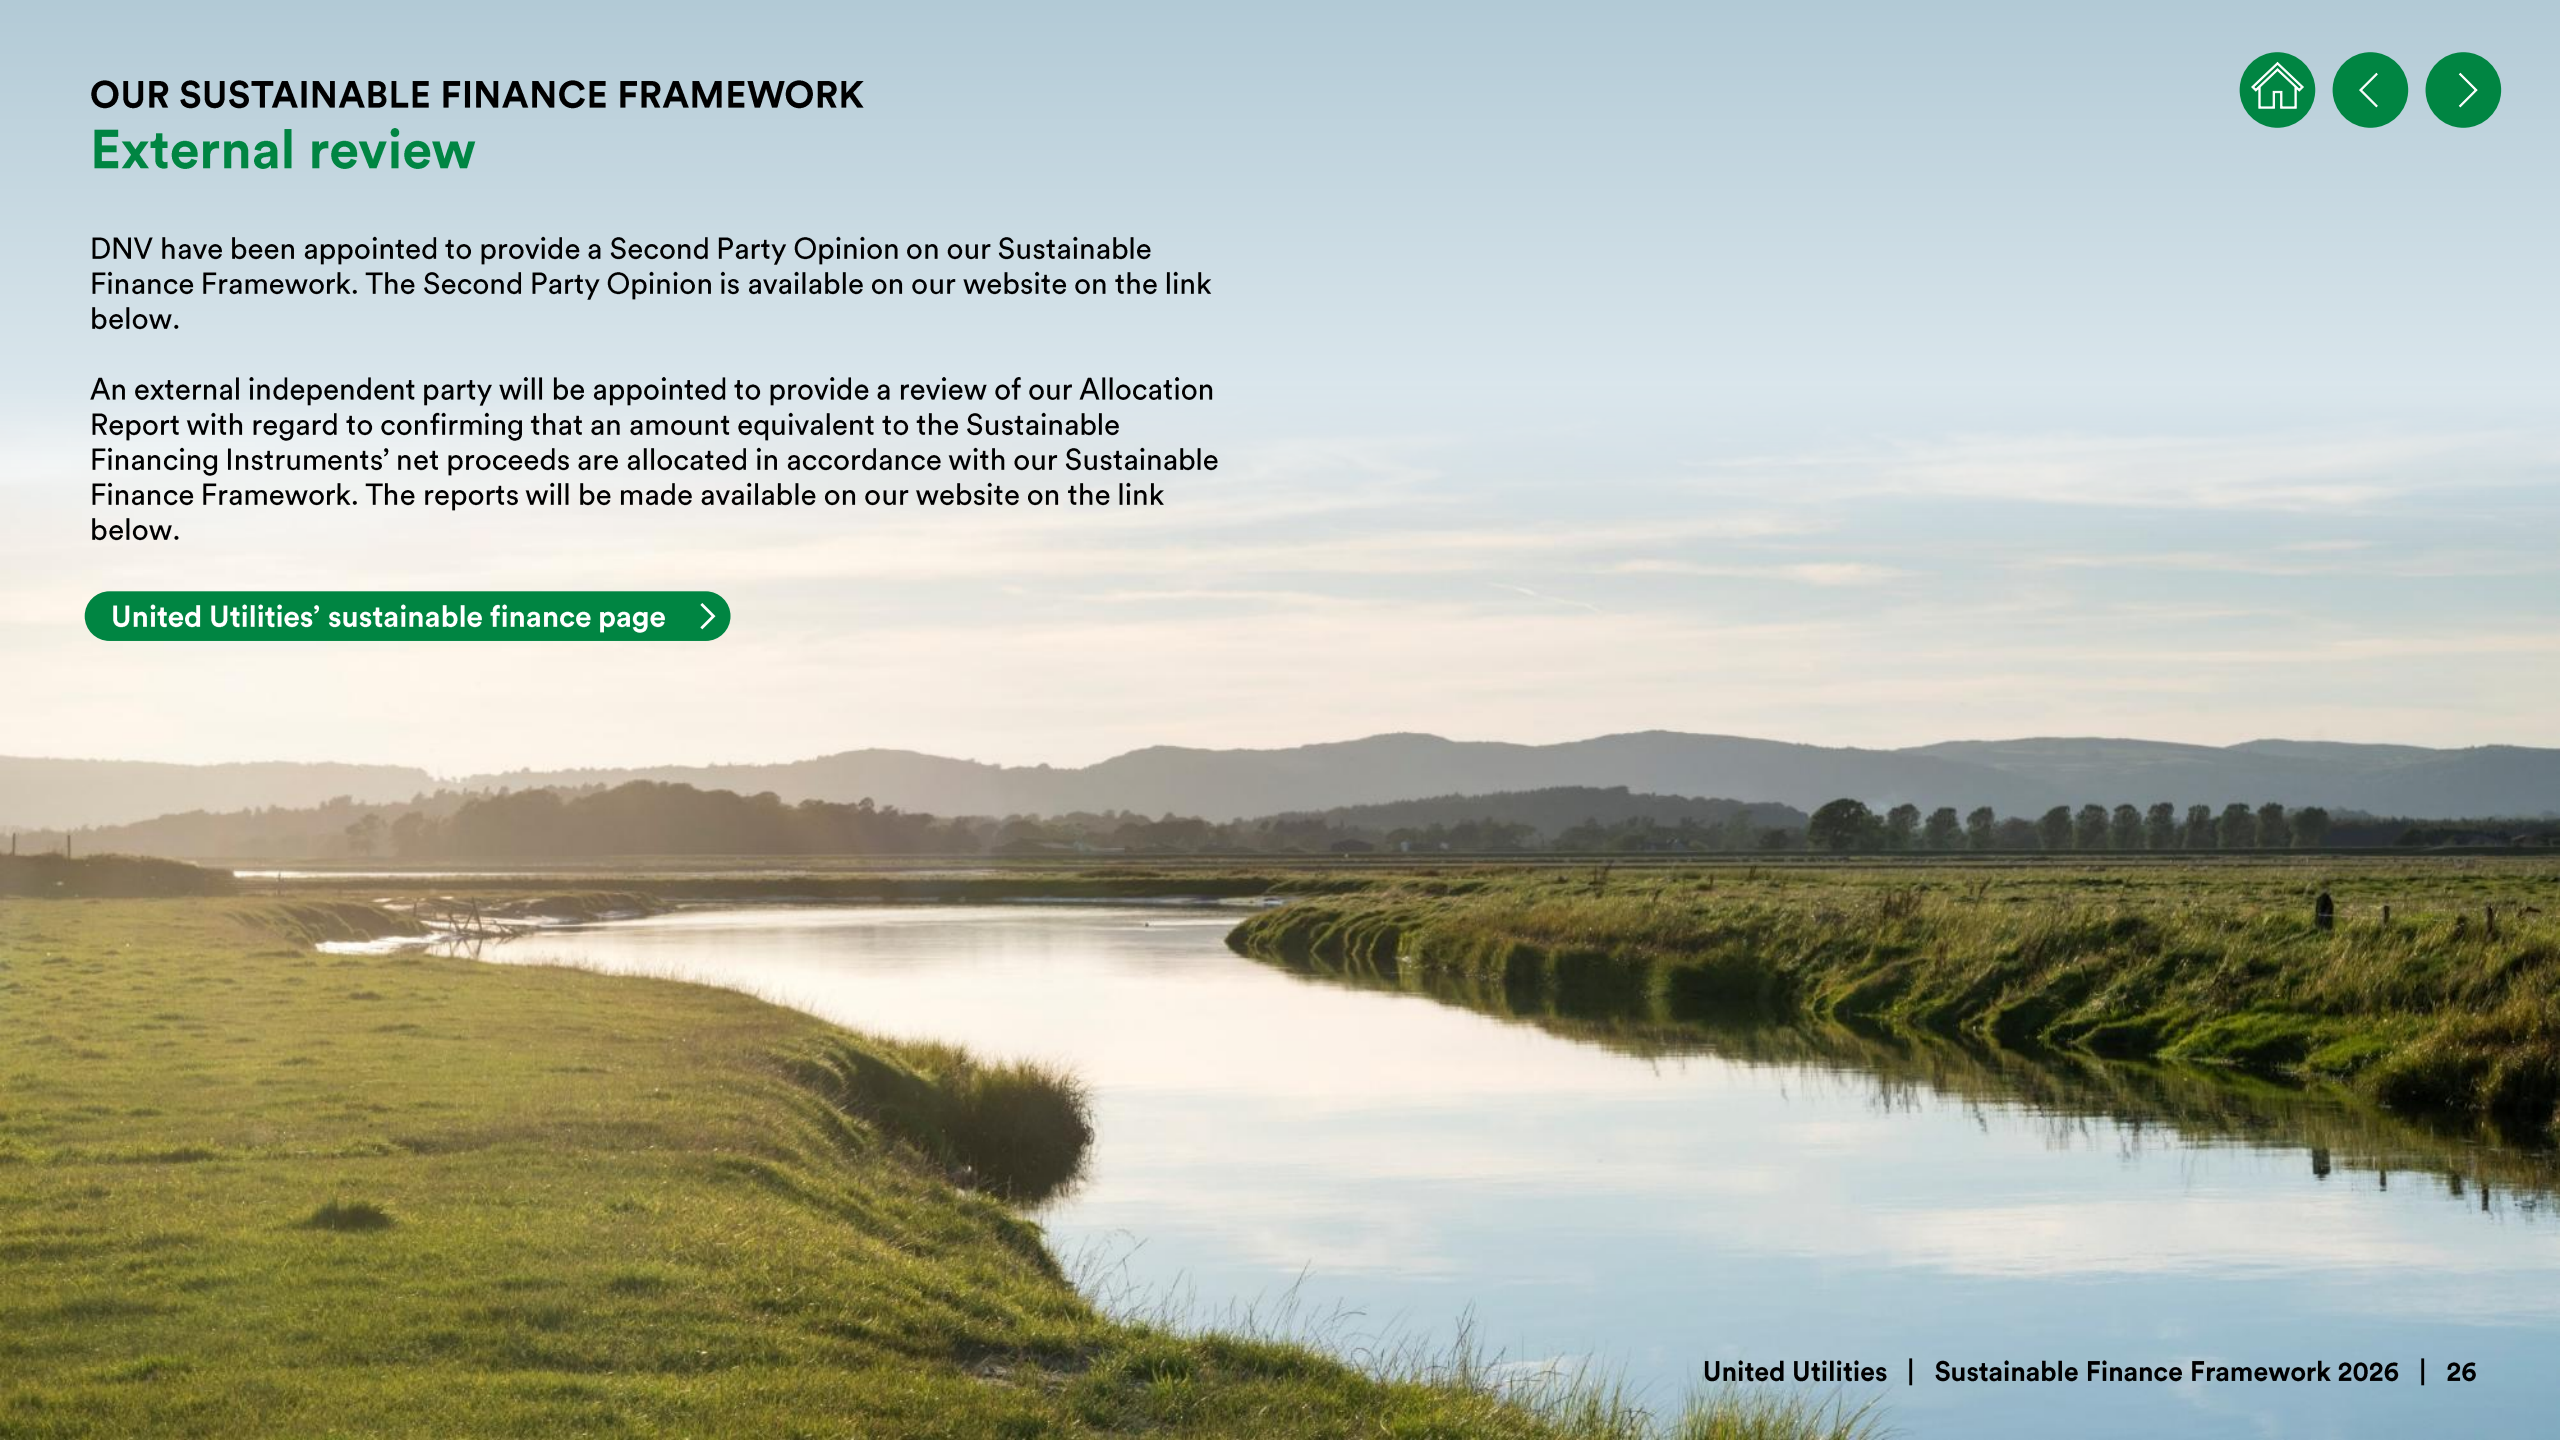 OUR SUSTAINABLE FINANCE FRAMEWORK
External review
DNV have been appointed to provide a Second Party Opinion on our Sustainable
Finance Framework. The Second Party Opinion is available on our website on the link
below.
An external independent party will be appointed to provide a review of our Allocation
Report with regard to confirming that an amount equivalent to the Sustainable
Financing Instruments’ net proceeds are allocated in accordance with our Sustainable
Finance Framework. The reports will be made available on our website on the link
below.
United Utilities’ sustainable finance page
United Utilities | Sustainable Finance Framework 2026 | 26